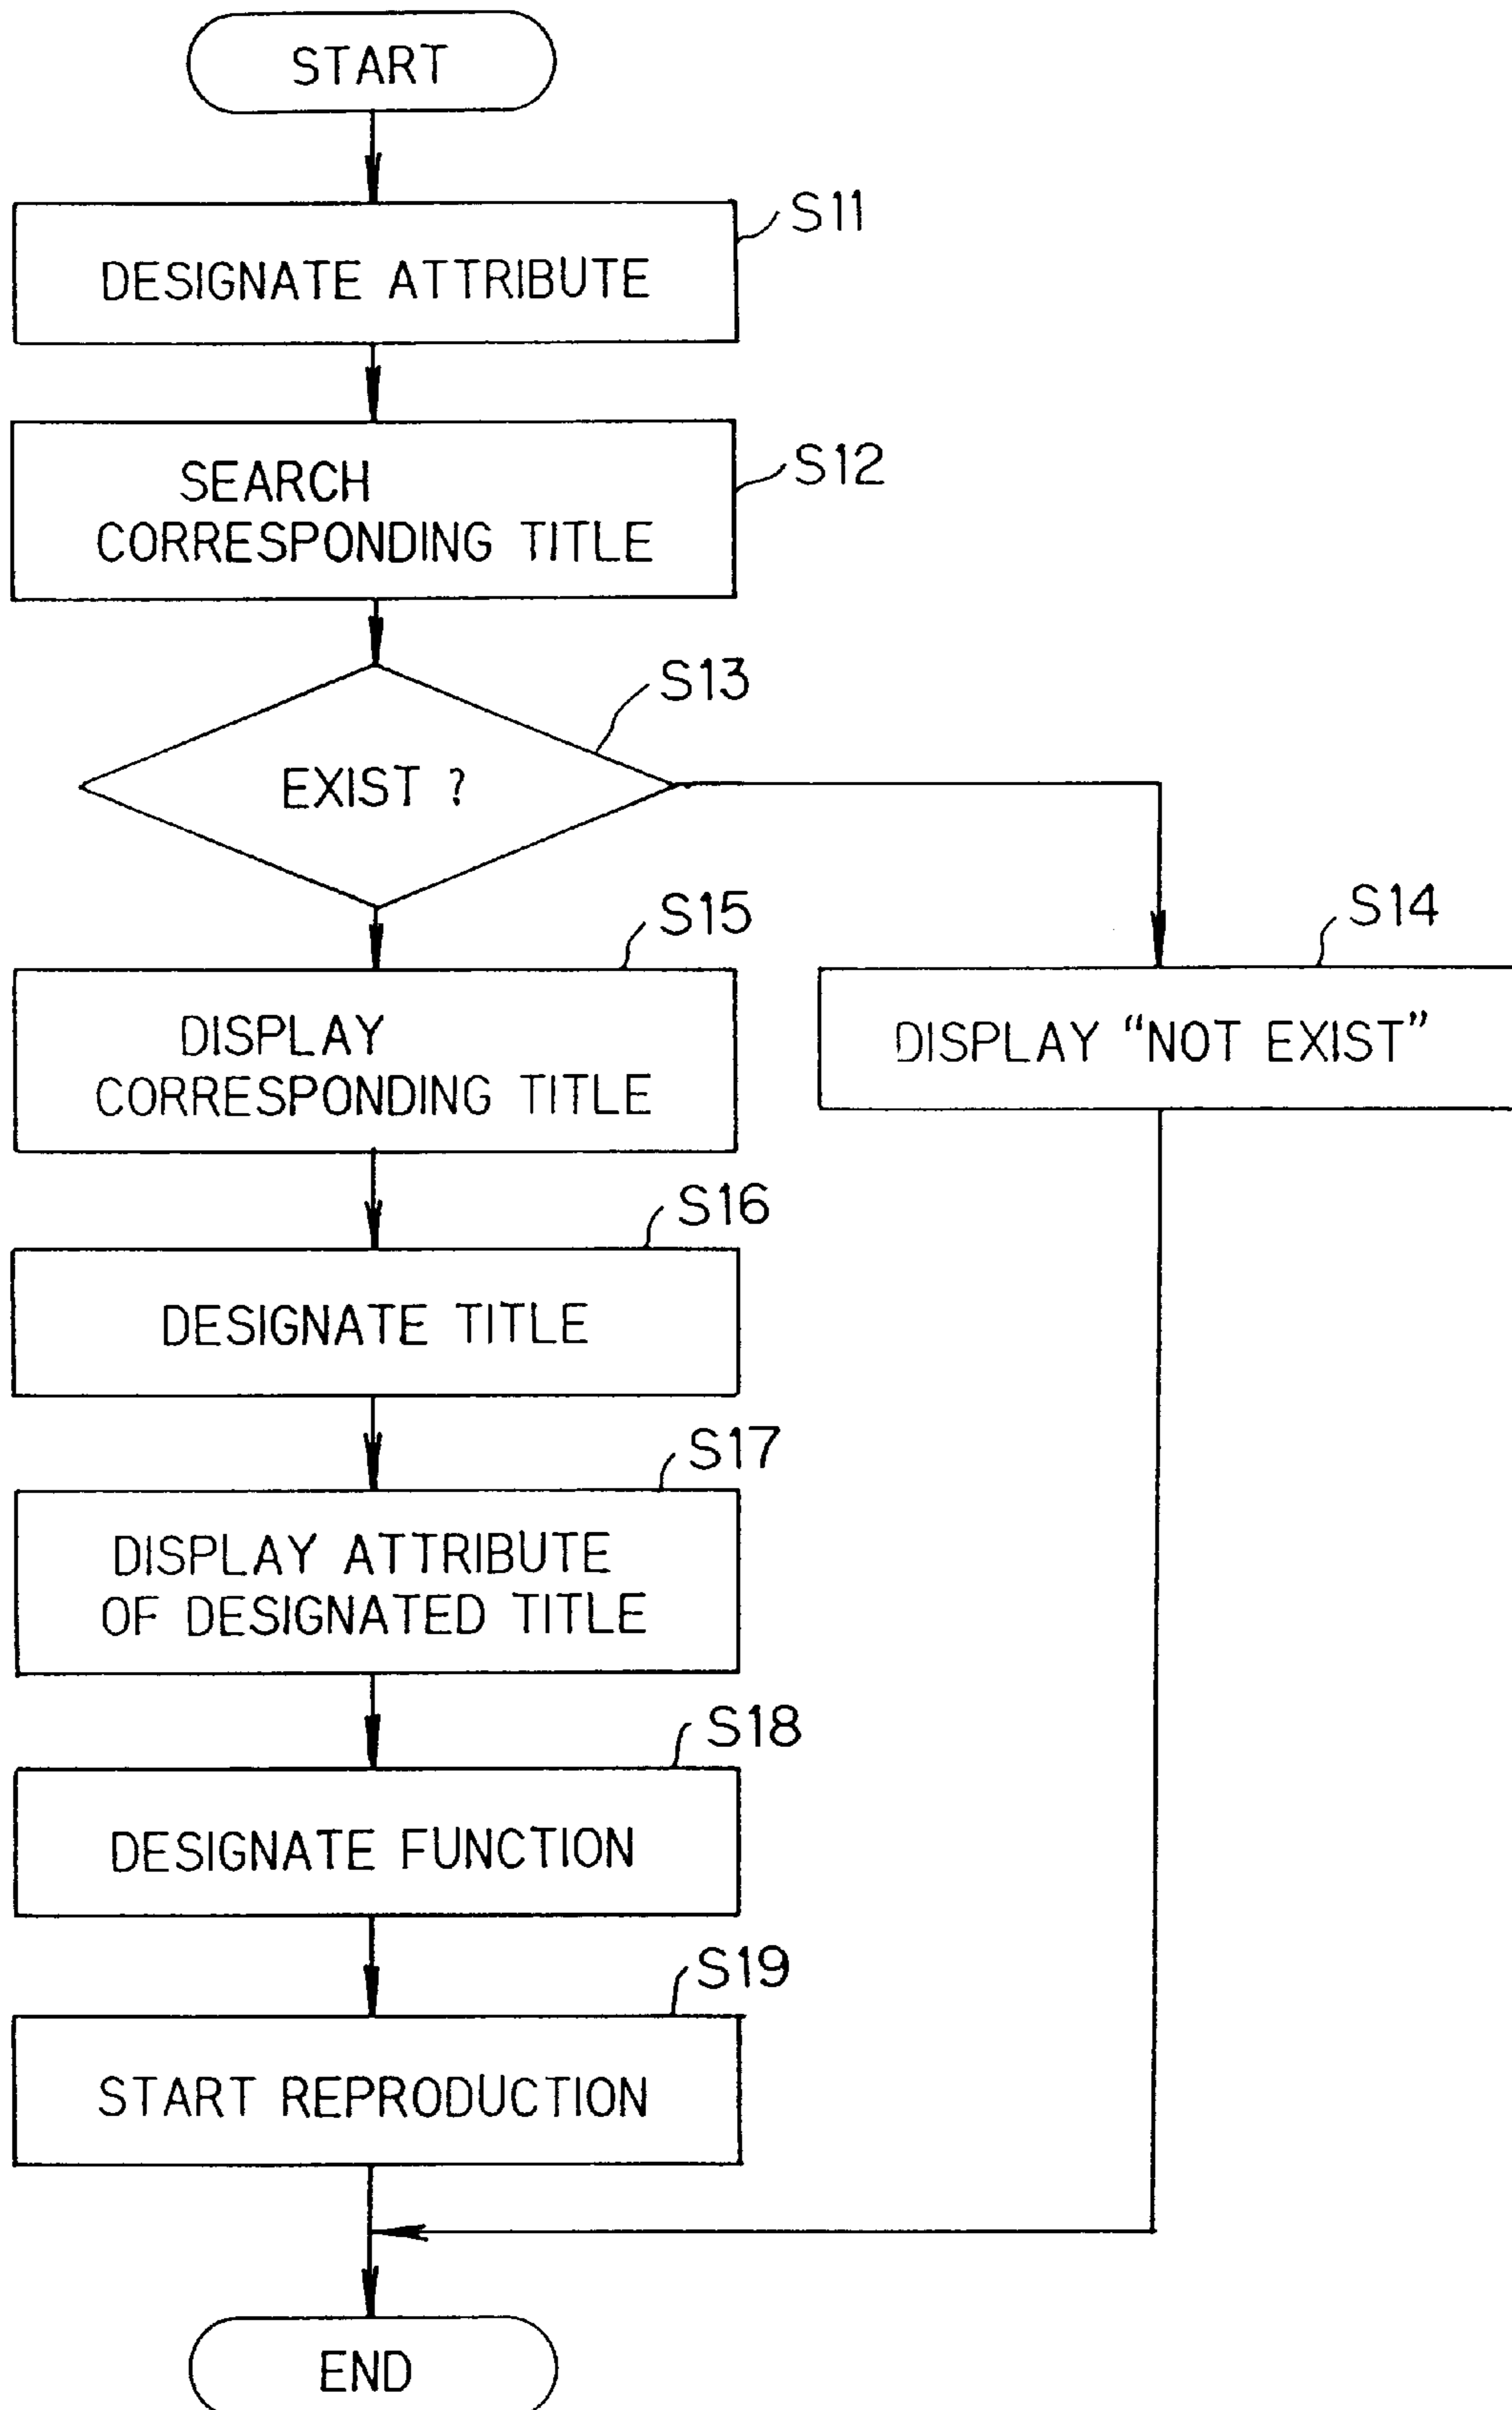 START
S11
DESIGNATE ATTRIBUTE
S12
SEARCH
CORRESPONDING TITLE
S13
EXIST ?
S15
DISPLAY
CORRESPONDING TITLE
S14
DISPLAY “NOT EXIST”
S16
DESIGNATE TITLE
S17
DISPLAY ATTRIBUTE
OF DESIGNATED TITLE
S18
DESIGNATE FUNCTION
S19
START REPRODUCTION
END